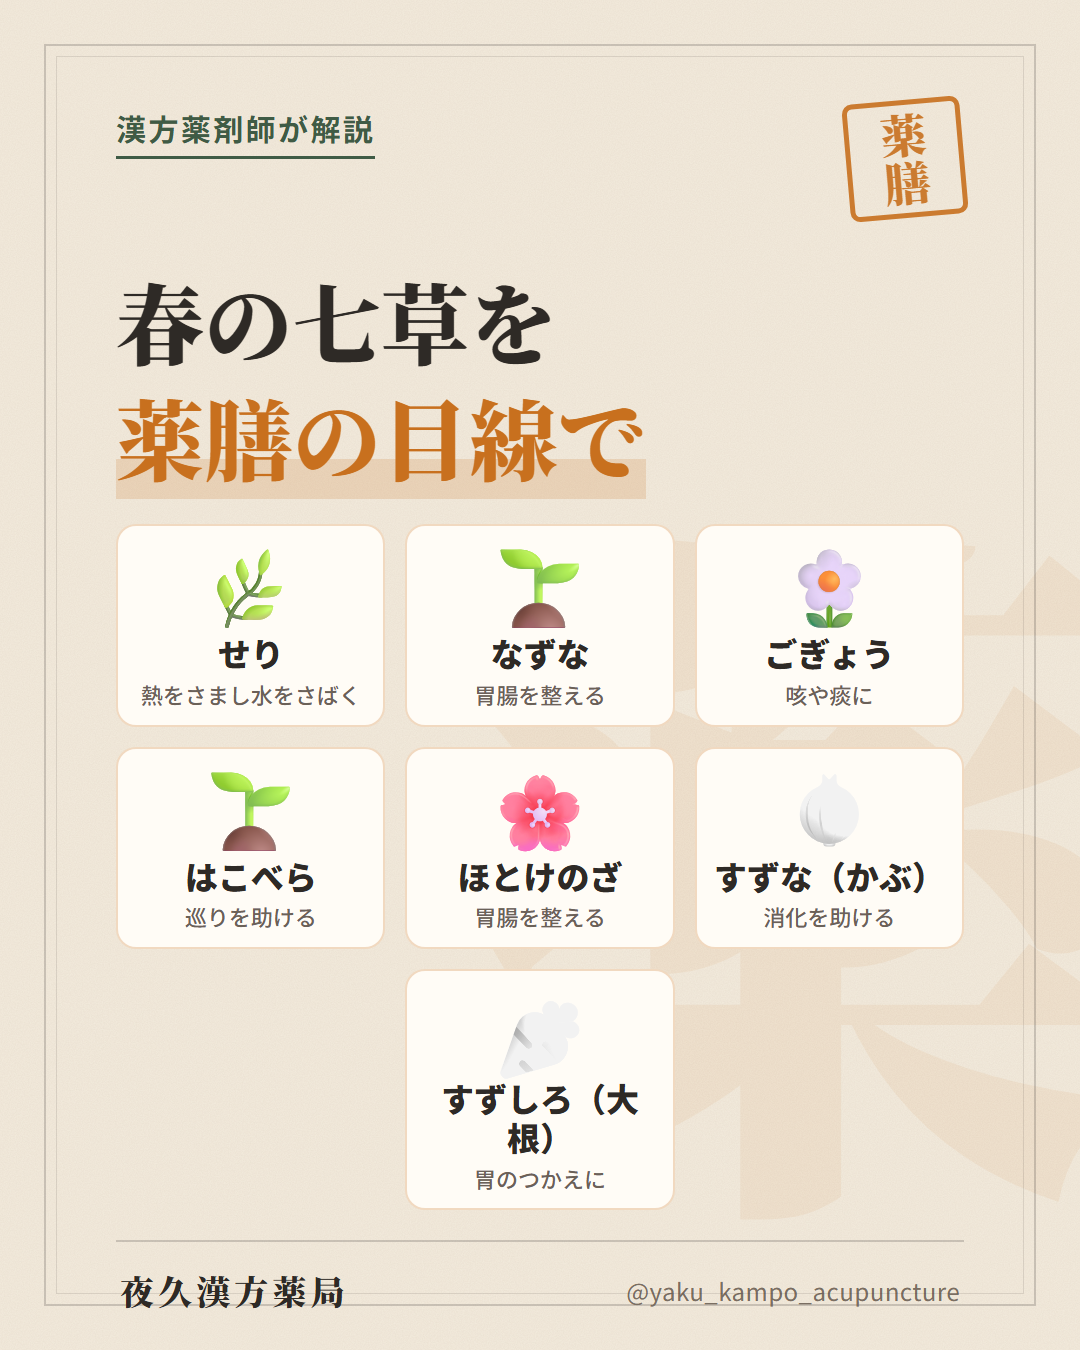 漢方薬剤師が解説
薬膳
春の七草を
薬膳の目線で
せり
熱をさまし水をさばく
なずな
胃腸を整える
ごぎょう
咳や痰に
はこべら
巡りを助ける
ほとけのざ
胃腸を整える
すずな（かぶ）
消化を助ける
すずしろ（大
根）
胃のつかえに
夜久漢方薬局
@yaku_kampo_acupuncture